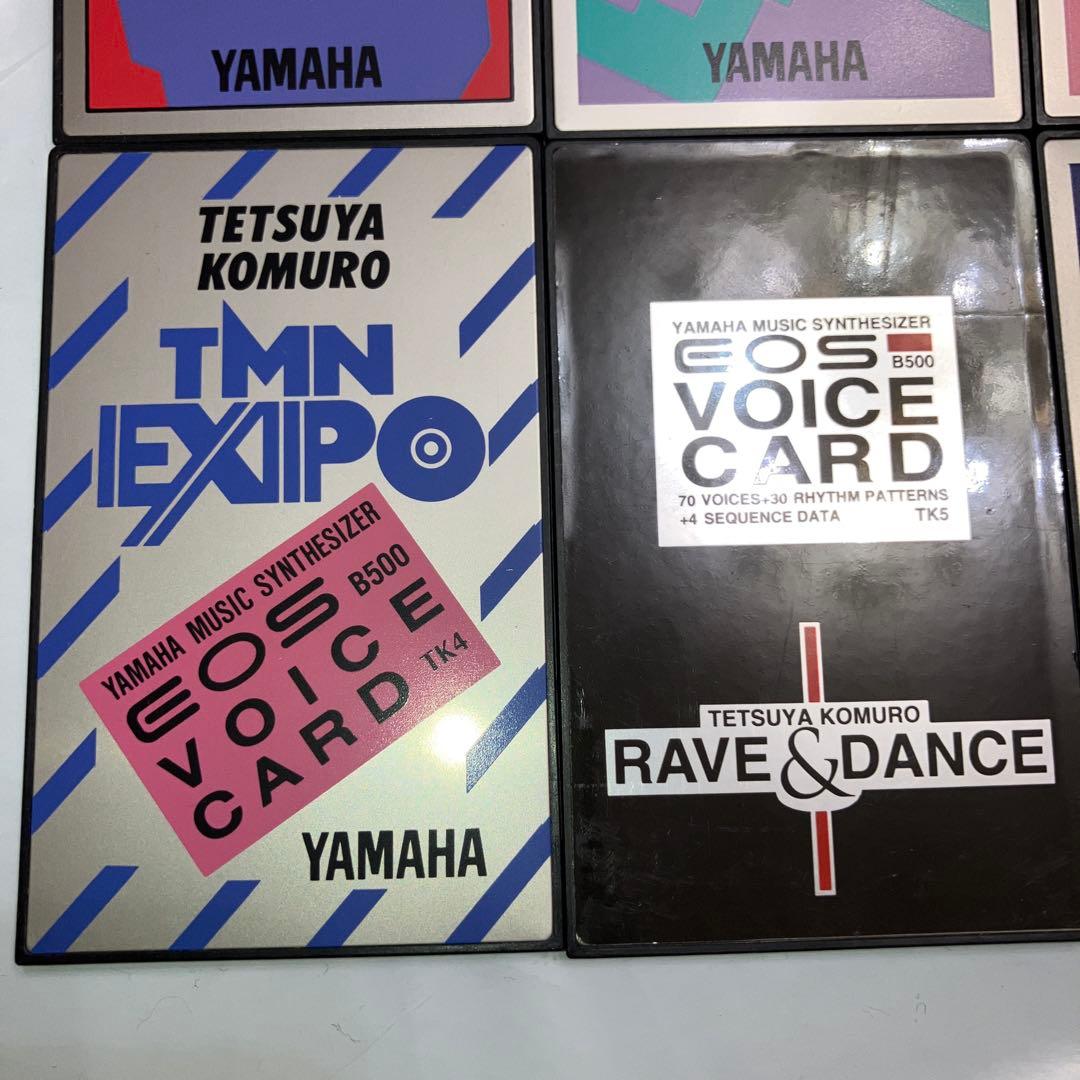 YAMAHA
YAMAHA
TETSUYA
KOMURO
TMN
EXPO
YAMAHA MUSIC SYNTHESIZER
EOS B500
VOICE
CARD TK4
YAMAHA
YAMAHA MUSIC SYNTHESIZER
EOS B500
VOICE
CARD
70 VOICES+30 RHYTHM PATTERNS
+4 SEQUENCE DATA TK5
TETSUYA KOMURO
RAVE & DANCE